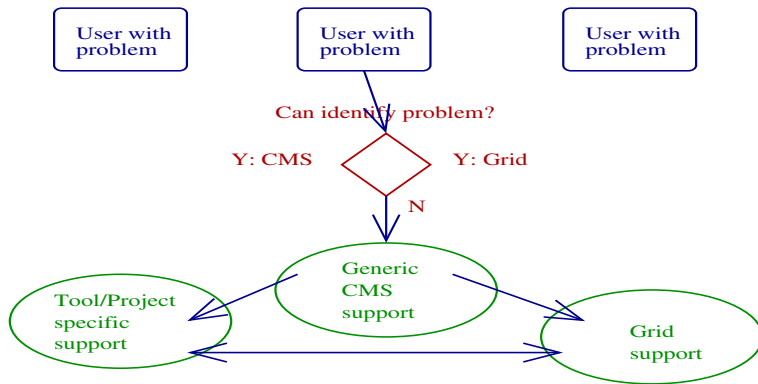 User with
problem
User with
problem
User with
problem
Can identify problem?
Y: CMS
Y: Grid
N
Generic
CMS
support
Tool/Project
specific
support
Grid
support